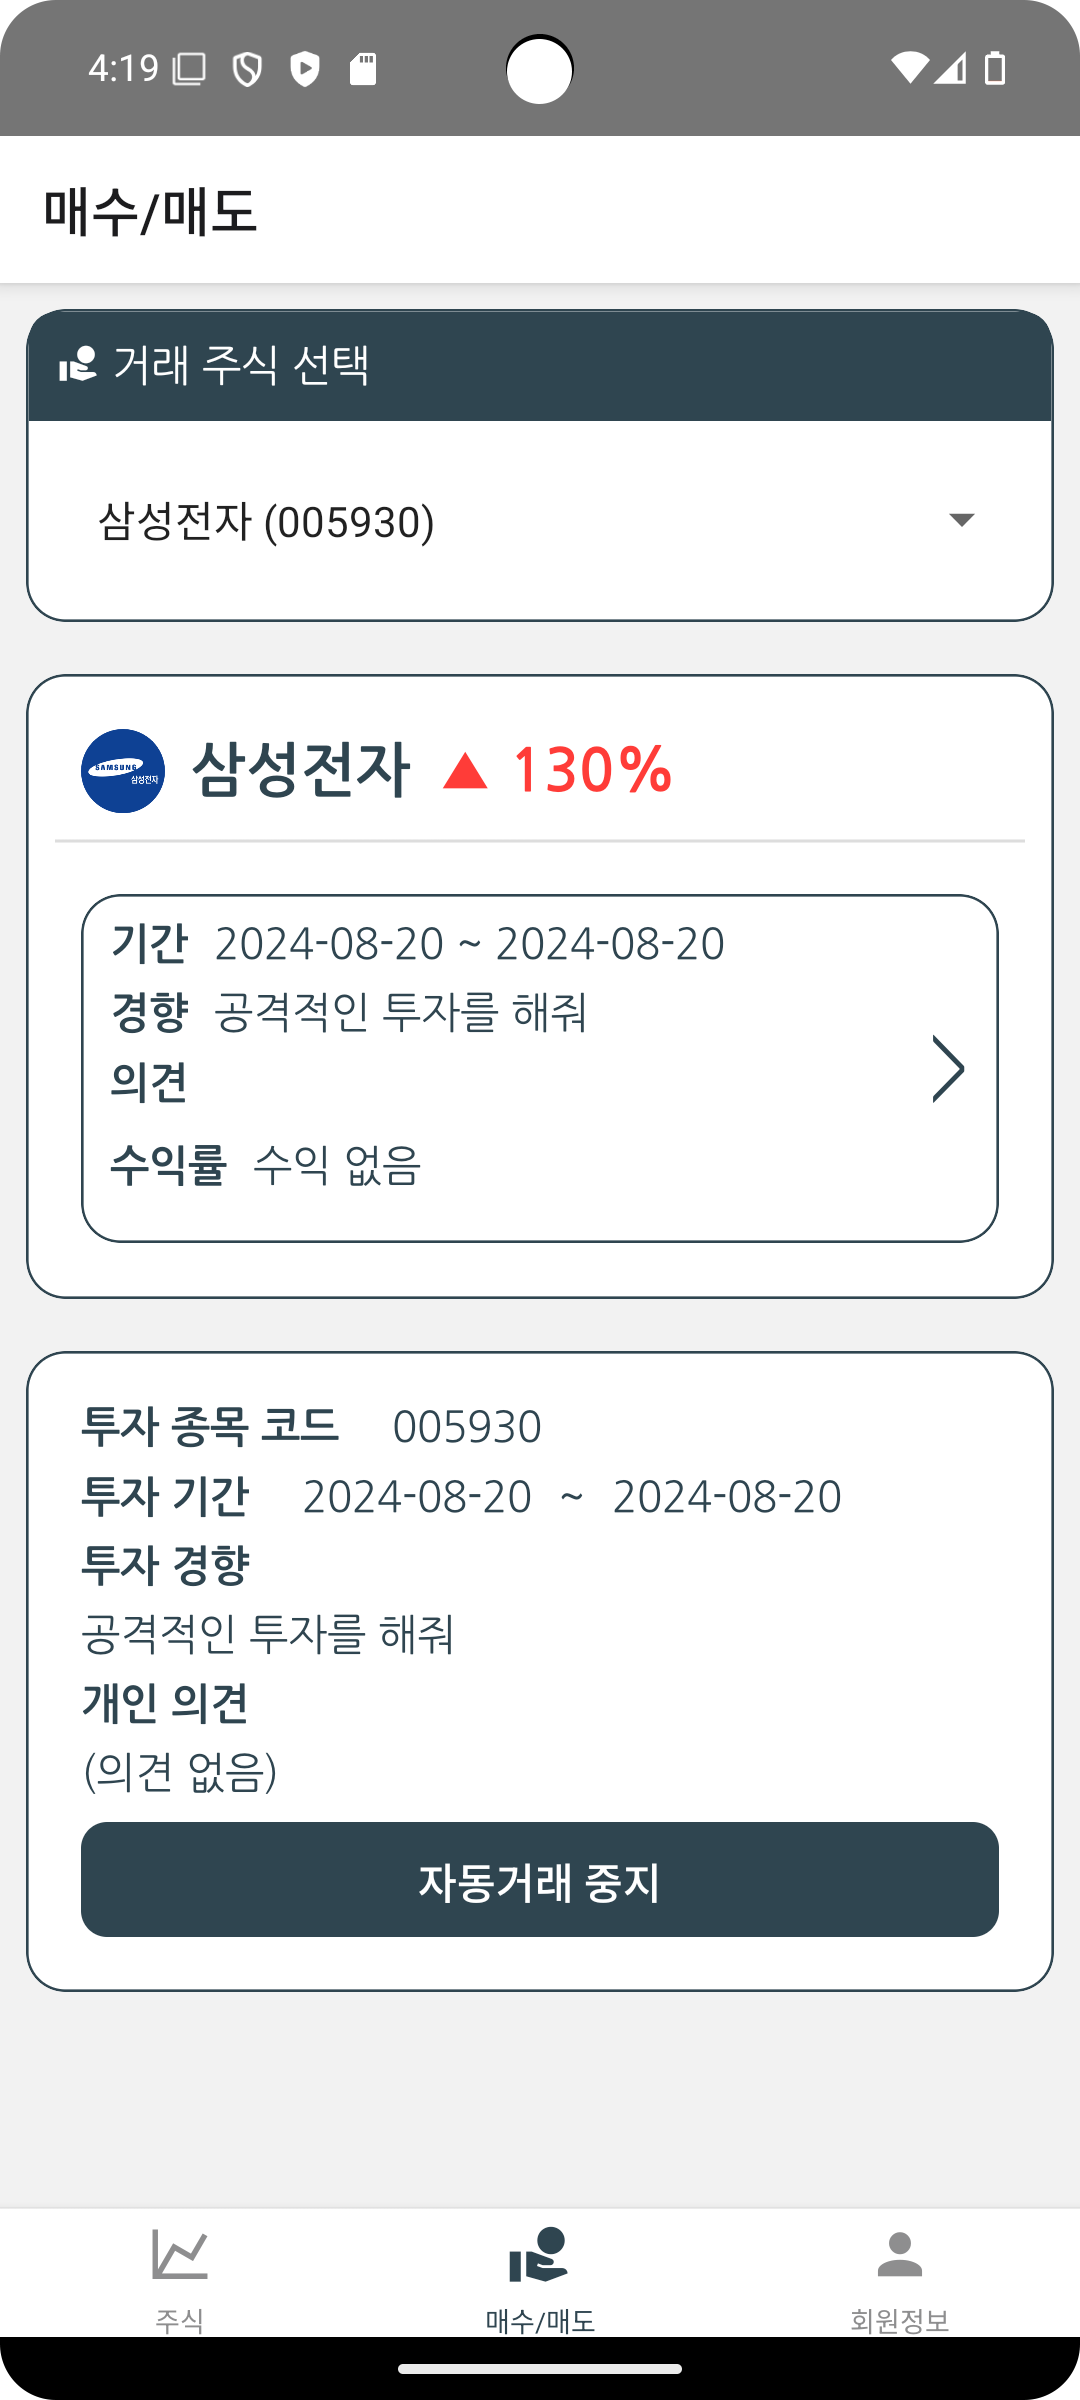 4:19
매수/매도
거래 주식 선택
삼성전자 (005930)
SAMSUNG
삼성전자
삼성전자 ▲ 130%
기간 2024-08-20 ~ 2024-08-20
경향 공격적인 투자를 해줘
의견
수익률 수익 없음
투자 종목 코드 005930
투자 기간 2024-08-20 ~ 2024-08-20
투자 경향
공격적인 투자를 해줘
개인 의견
(의견 없음)
자동거래 중지
주식 매수/매도 회원정보